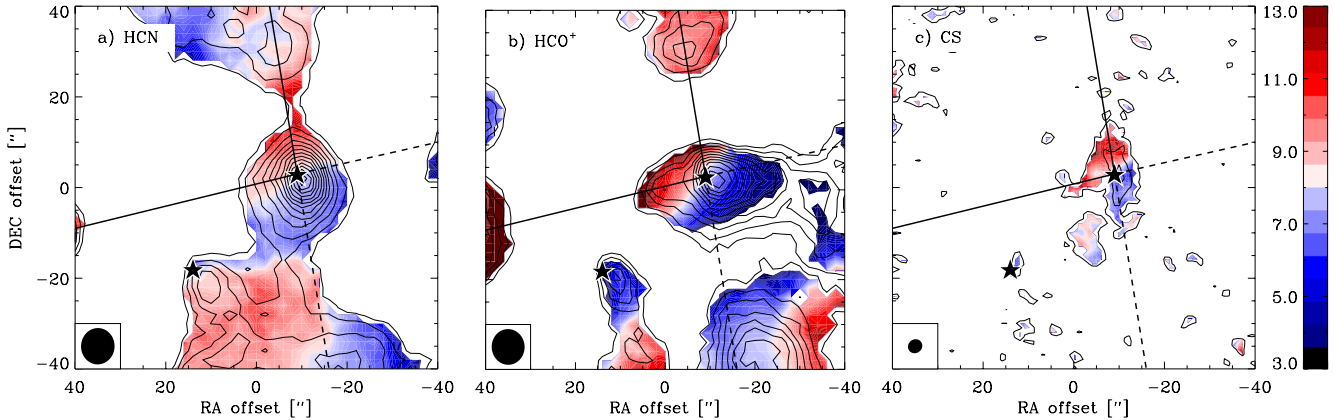 a) HCN
b) HCO⁺
c) CS
DEC offset ["]
40
20
0
-20
-40
40 20 0 -20 -40
RA offset ["]
40 20 0 -20 -40
RA offset ["]
40 20 0 -20 -40
RA offset ["]
13.0
11.0
9.0
7.0
5.0
3.0